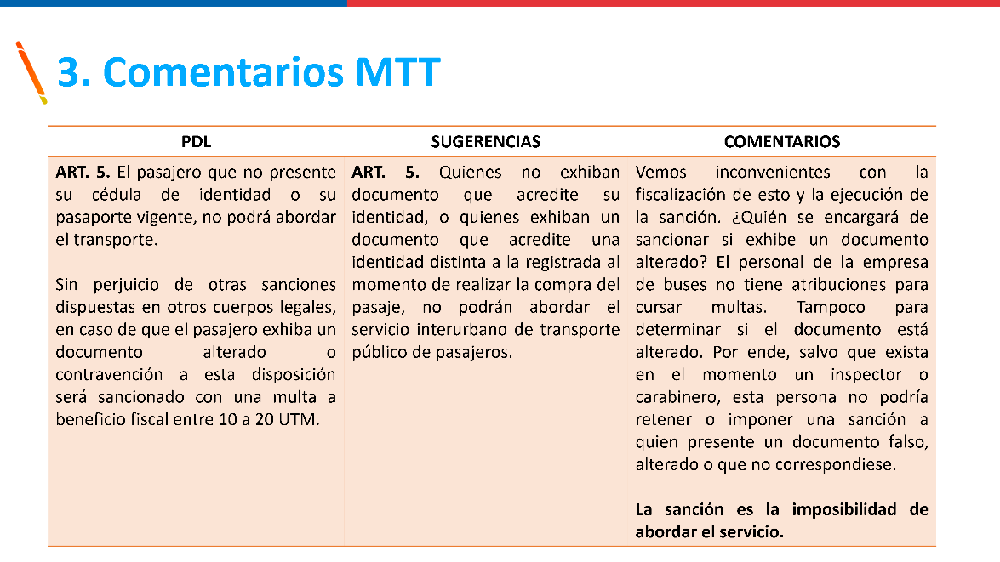 3. Comentarios MTT
PDL
SUGERENCIAS
COMENTARIOS
ART. 5. El pasajero que no presente
su cédula de identidad o su
pasaporte vigente, no podrá abordar
el transporte.
Sin perjuicio de otras sanciones
dispuestas en otros cuerpos legales,
en caso de que el pasajero exhiba un
documento alterado o
contravención a esta disposición
será sancionado con una multa a
beneficio fiscal entre 10 a 20 UTM.
ART. 5. Quienes no exhiban
documento que acredite su
identidad, o quienes exhiban un
documento que acredite una
identidad distinta a la registrada al
momento de realizar la compra del
pasaje, no podrán abordar el
servicio interurbano de transporte
público de pasajeros.
Vemos inconvenientes con la
fiscalización de esto y la ejecución de
la sanción. ¿Quién se encargará de
sancionar si exhibe un documento
alterado? El personal de la empresa
de buses no tiene atribuciones para
cursar multas. Tampoco para
determinar si el documento está
alterado. Por ende, salvo que exista
en el momento un inspector o
carabinero, esta persona no podría
retener o imponer una sanción a
quien presente un documento falso,
alterado o que no correspondiese.
La sanción es la imposibilidad de
abordar el servicio.